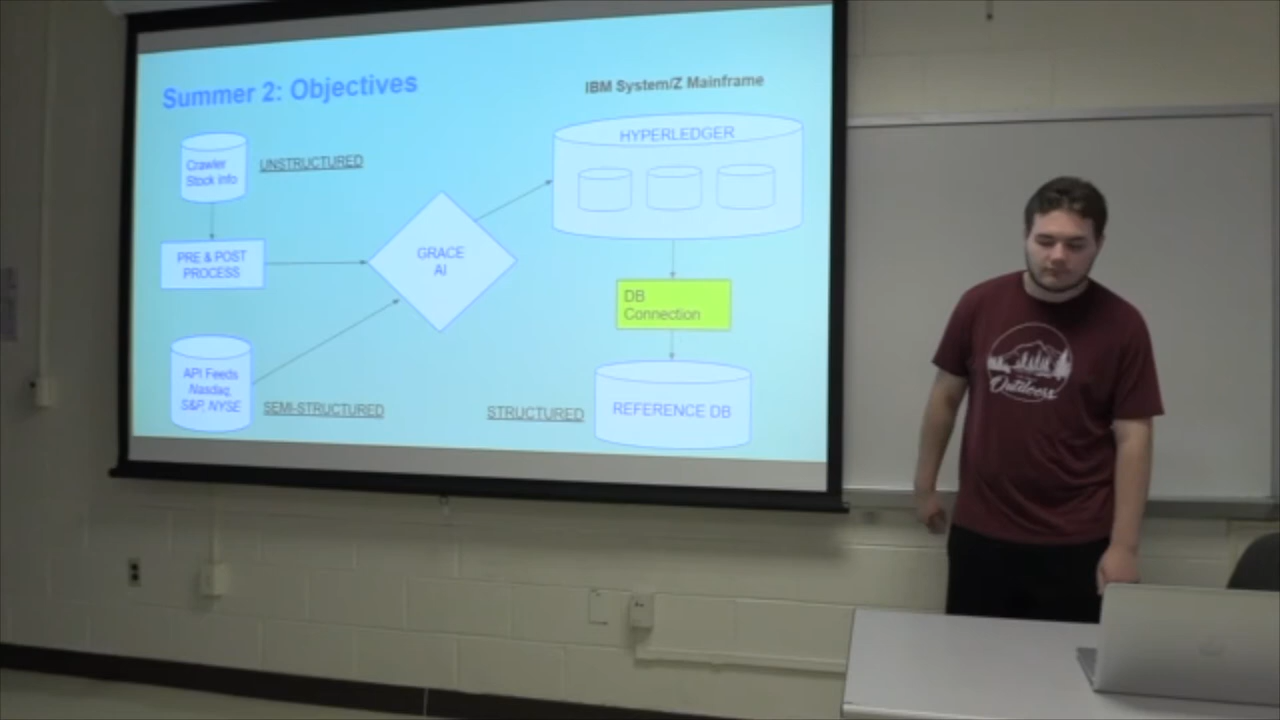 Summer 2: Objectives
IBM System/Z Mainframe
Crawler
Stock info
UNSTRUCTURED
HYPERLEDGER
PRE & POST
PROCESS
GRACE
AI
DB
Connection
API Feeds
Nasdaq,
S&P, NYSE
SEMI-STRUCTURED
STRUCTURED
REFERENCE DB
Outdoors